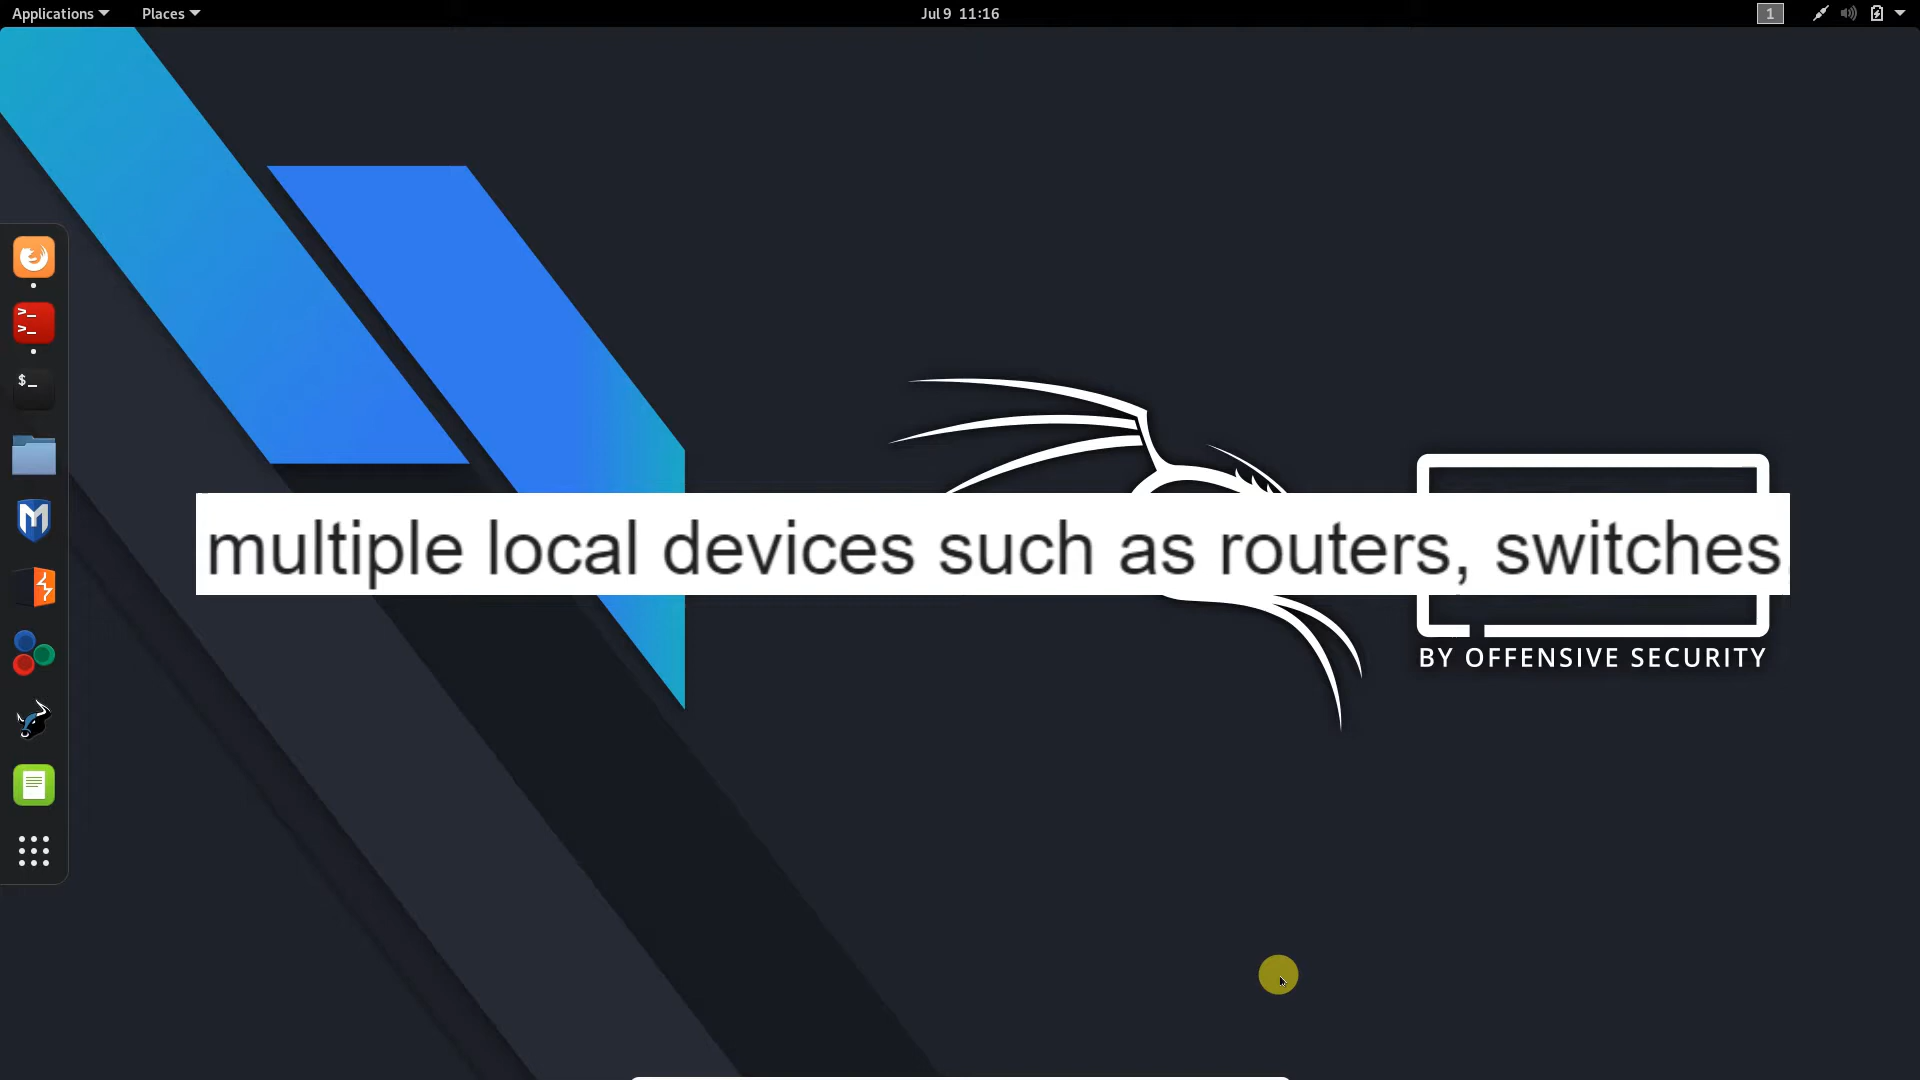 Applications Places Jul 9 11:16 1
multiple local devices such as routers, switches
BY OFFENSIVE SECURITY